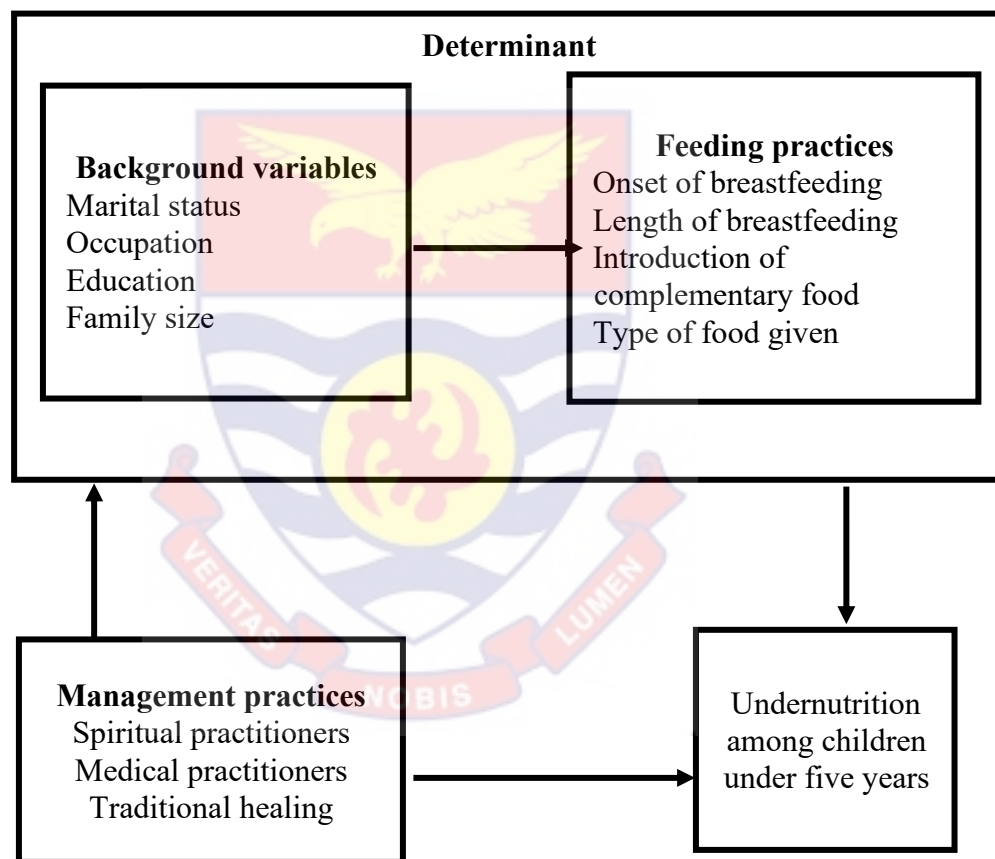 Determinant
Background variables
Marital status
Occupation
Education
Family size
Feeding practices
Onset of breastfeeding
Length of breastfeeding
Introduction of
complementary food
Type of food given
Management practices
Spiritual practitioners
Medical practitioners
Traditional healing
Undernutrition
among children
under five years
VERITAS
NOBIS
LUMEN